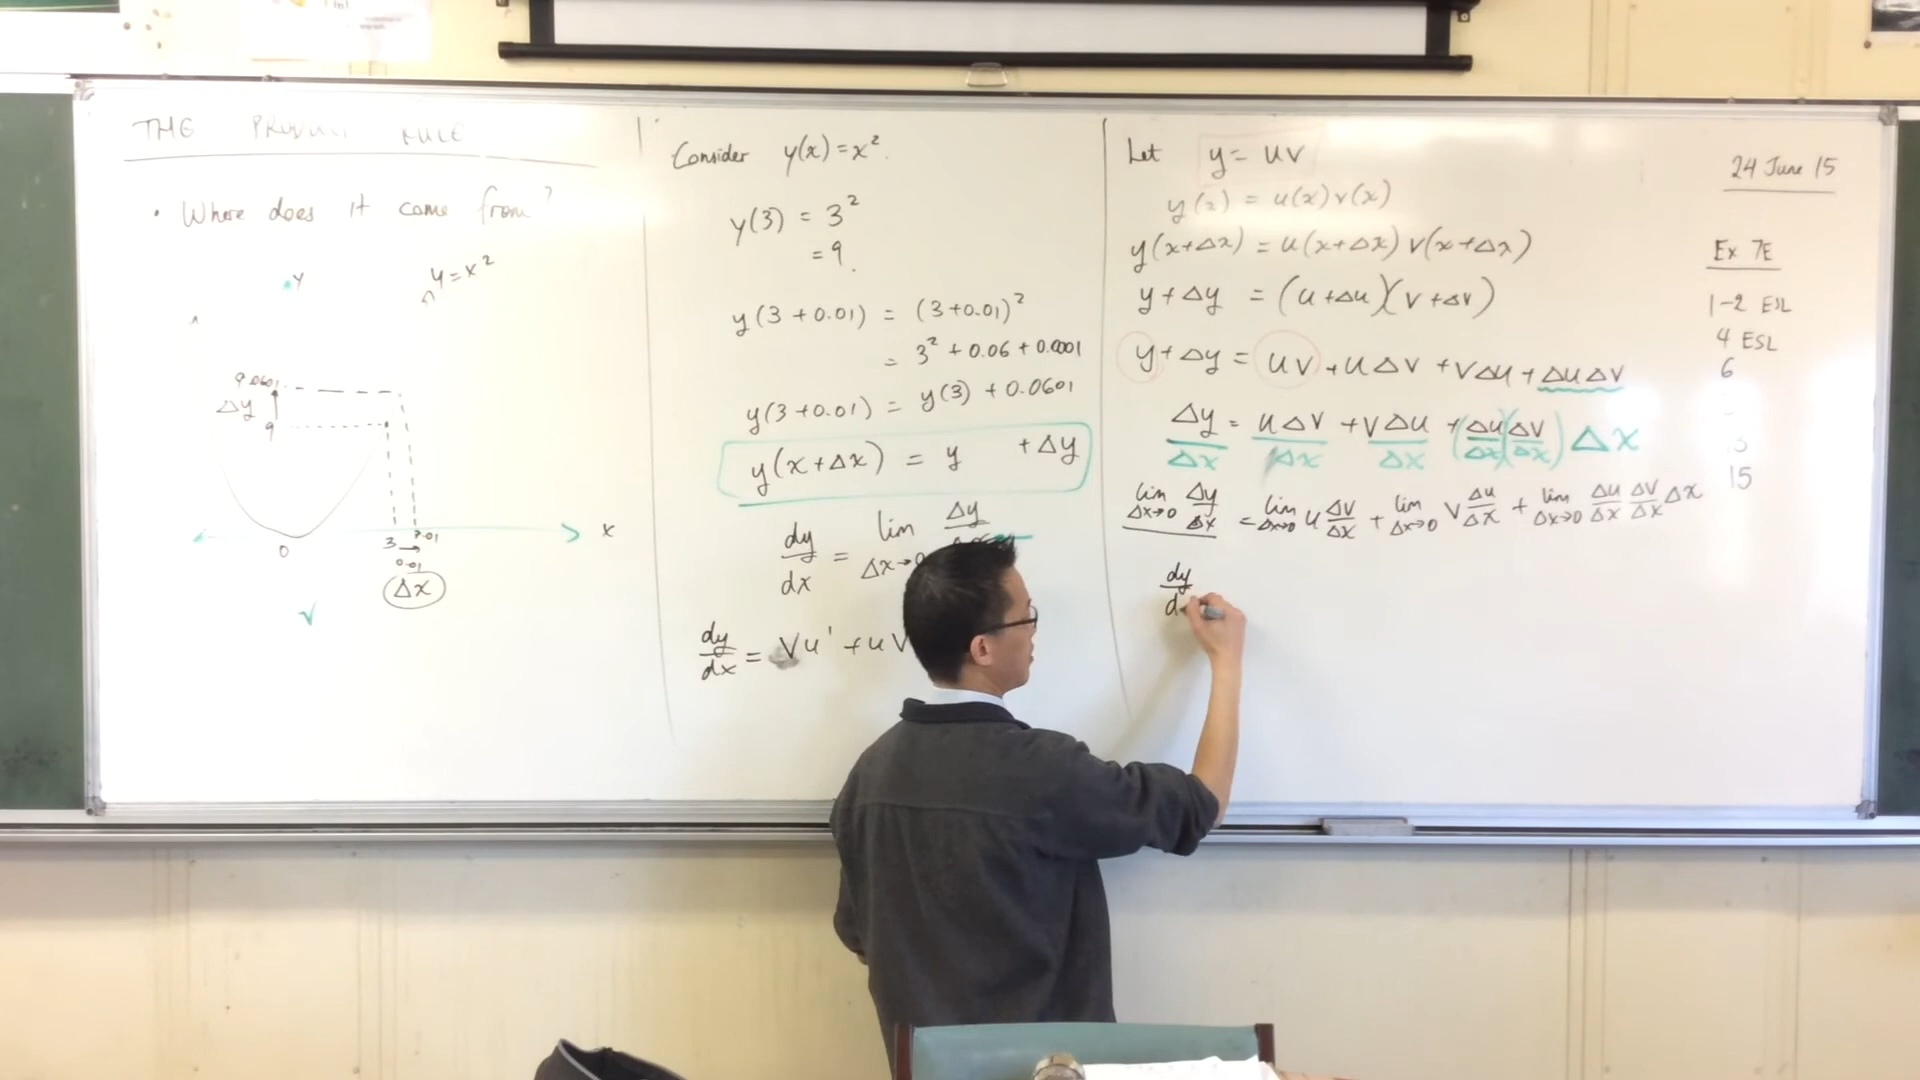 THE PRODUCT RULE
• Where does it come from?
y
y = x²
9.0601
Δy
9
0
3
3.01
x
0.01
Δx
Consider y(x) = x².
y(3) = 3²
= 9.
y(3 + 0.01) = (3+0.01)²
= 3² + 0.06 + 0.0001
y(3+0.01) = y(3) + 0.0601
y(x+Δx) = y + Δy
dy/dx = lim Δx→0 Δy
dy/dx = vu' + uv
Let y = uv
y(x) = u(x)v(x)
y(x+Δx) = u(x+Δx) v(x+Δx)
y + Δy = (u+Δu)(v+Δv)
y + Δy = uv + uΔv + vΔu + ΔuΔv
Δy/Δx = uΔv/Δx + vΔu/Δx + (Δu/Δx)(Δv/Δx) Δx
lim Δx→0 Δy/Δx = lim Δx→0 u Δv/Δx + lim Δx→0 v Δu/Δx + lim Δx→0 Δu/Δx Δv/Δx Δx
dy/d
24 June 15
Ex 7E
1-2 ESL
4 ESL
6
15